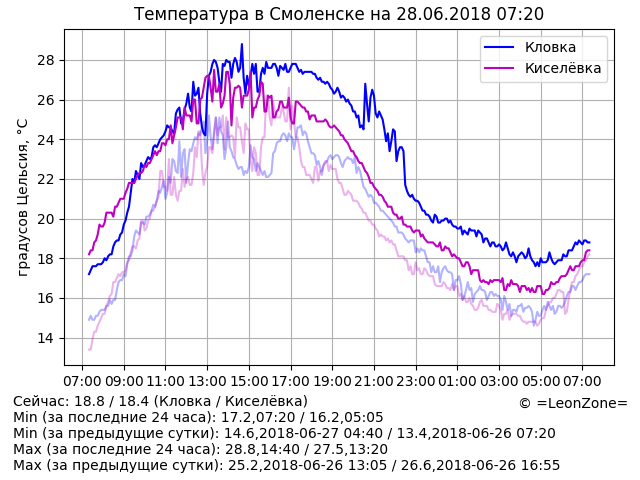 Температура в Смоленске на 28.06.2018 07:20
Кловка
Киселёвка
градусов Цельсия, °C
28
26
24
22
20
18
16
14
07:00 09:00 11:00 13:00 15:00 17:00 19:00 21:00 23:00 01:00 03:00 05:00 07:00
Сейчас: 18.8 / 18.4 (Кловка / Киселёвка)
© =LeonZone=
Min (за последние 24 часа): 17.2,07:20 / 16.2,05:05
Min (за предыдущие сутки): 14.6,2018-06-27 04:40 / 13.4,2018-06-26 07:20
Max (за последние 24 часа): 28.8,14:40 / 27.5,13:20
Max (за предыдущие сутки): 25.2,2018-06-26 13:05 / 26.6,2018-06-26 16:55